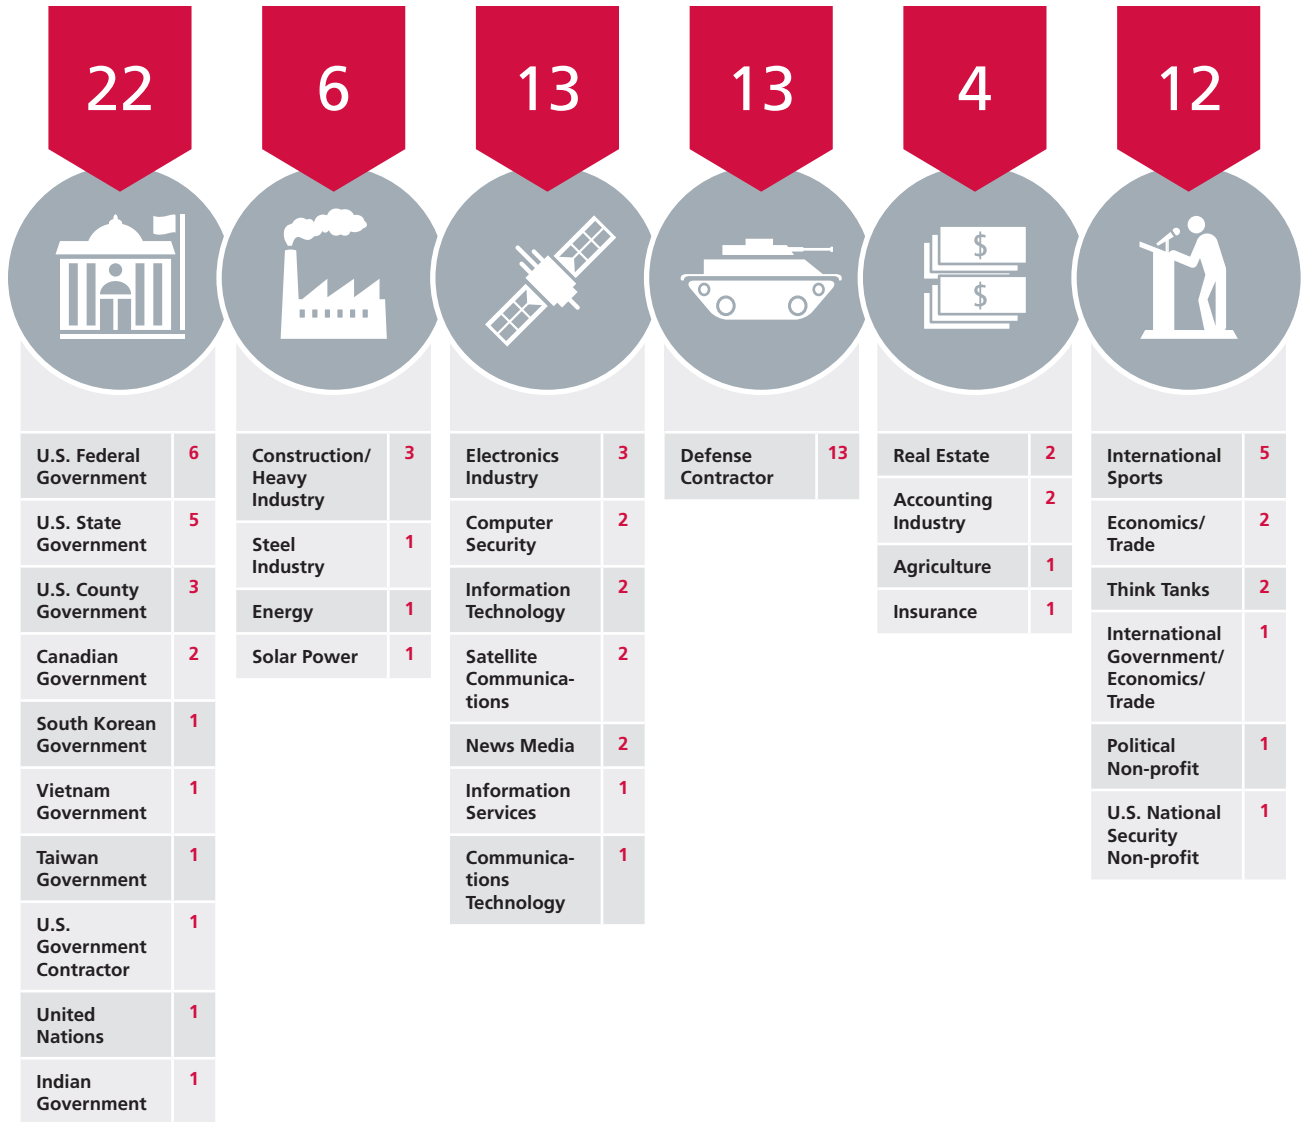 22
6
13
13
4
12
$
$
U.S. Federal 6
Government
U.S. State 5
Government
U.S. County 3
Government
Canadian 2
Government
South Korean 1
Government
Vietnam 1
Government
Taiwan 1
Government
U.S. 1
Government
Contractor
United 1
Nations
Indian 1
Government
Construction/ 3
Heavy
Industry
Steel 1
Industry
Energy 1
Solar Power 1
Electronics 3
Industry
Computer 2
Security
Information 2
Technology
Satellite 2
Communica-
tions
News Media 2
Information 1
Services
Communica- 1
tions
Technology
Defense 13
Contractor
Real Estate 2
Accounting 2
Industry
Agriculture 1
Insurance 1
International 5
Sports
Economics/ 2
Trade
Think Tanks 2
International 1
Government/
Economics/
Trade
Political 1
Non-profit
U.S. National 1
Security
Non-profit